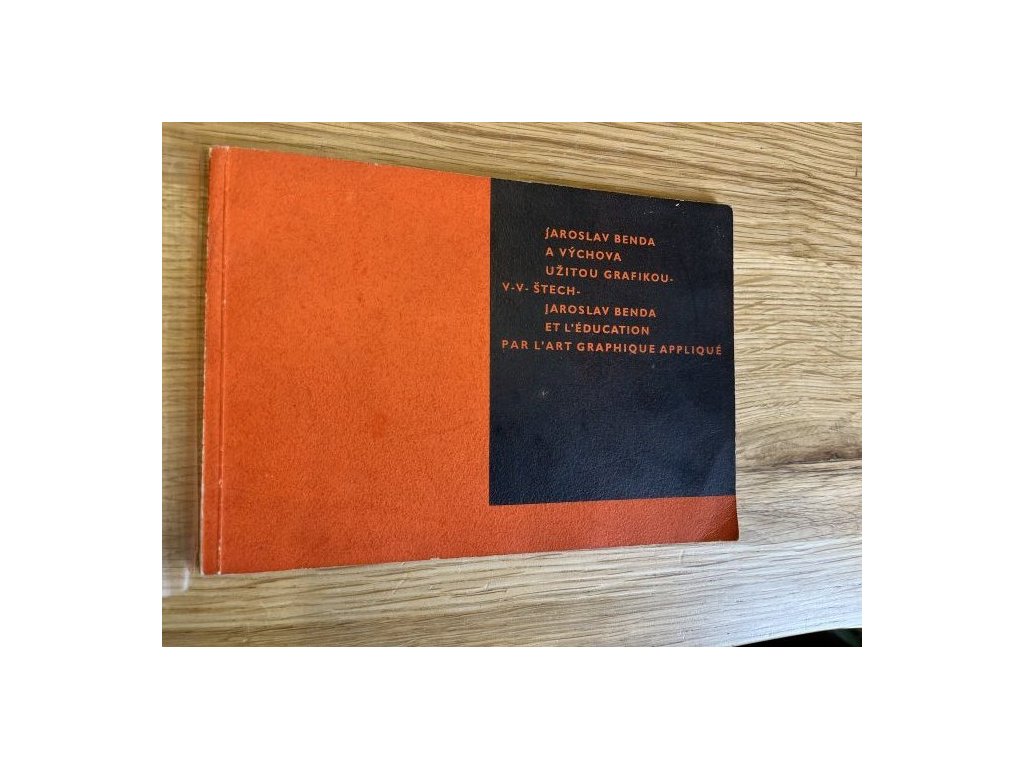 JAROSLAV BENDA
A VÝCHOVA
UŽITOU GRAFIKOU-
V-V- ŠTECH-
JAROSLAV BENDA
ET L'ÉDUCATION
PAR L'ART GRAPHIQUE APPLIQUÉ